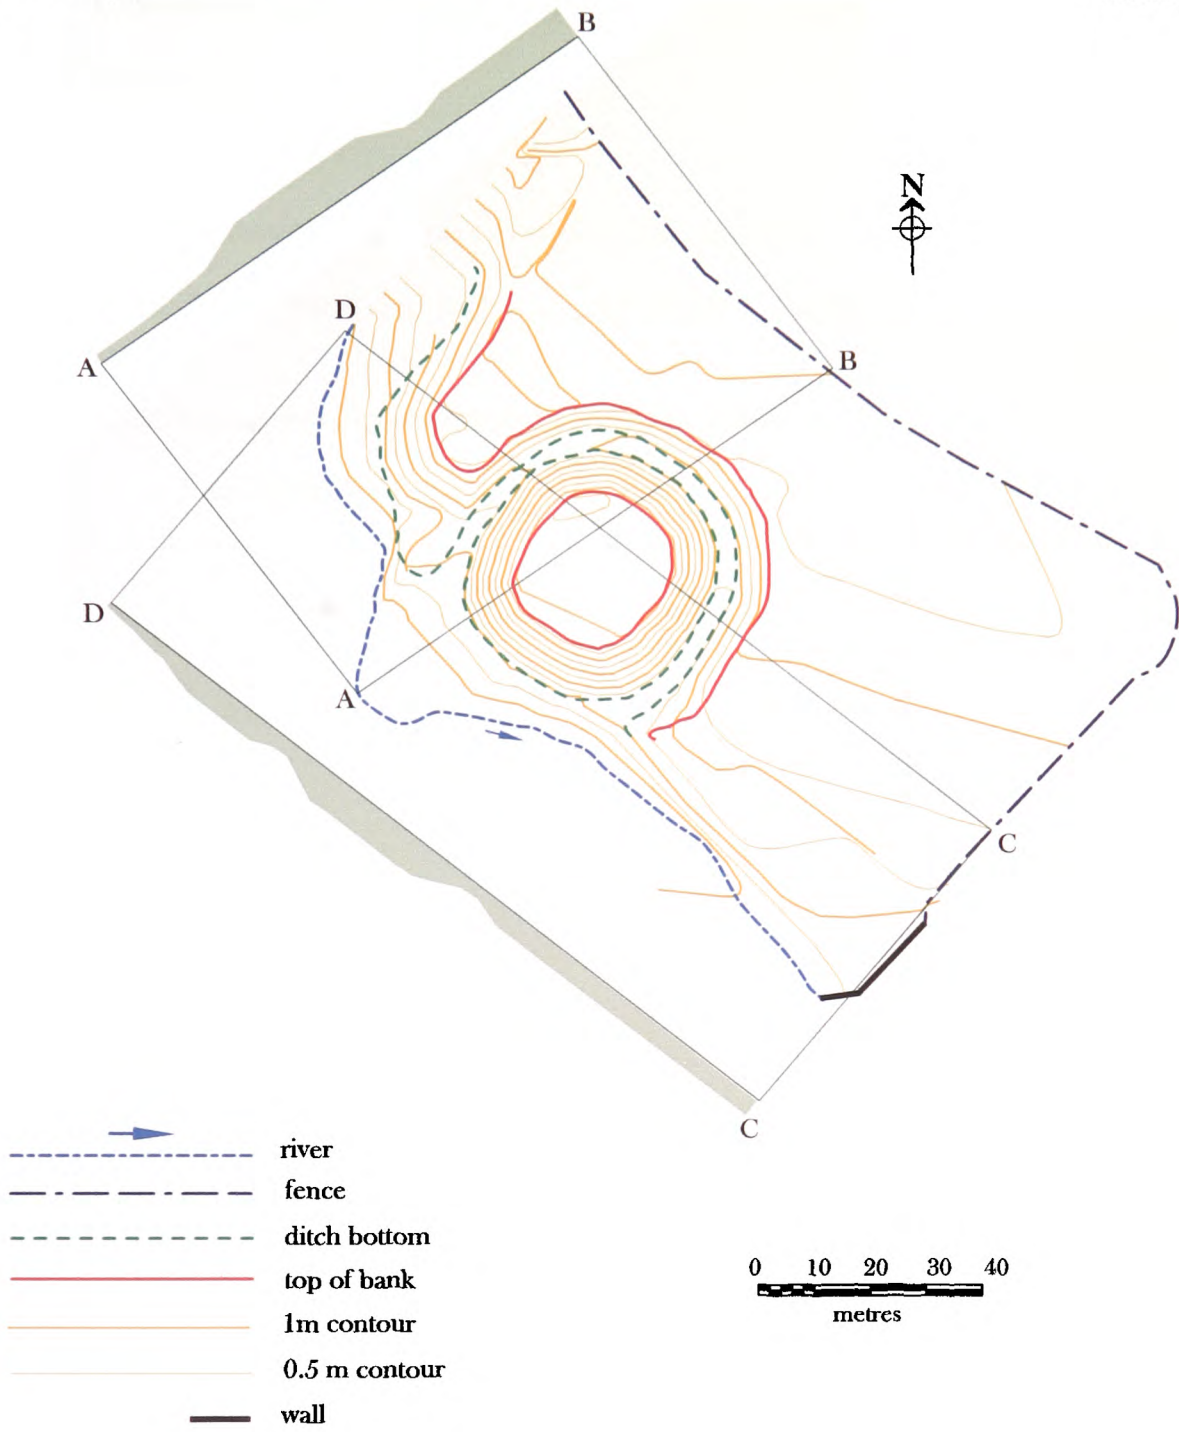 B
N
D
B
A
D
A
C
C
river
fence
ditch bottom
top of bank
1m contour
0.5 m contour
wall
0 10 20 30 40
metres